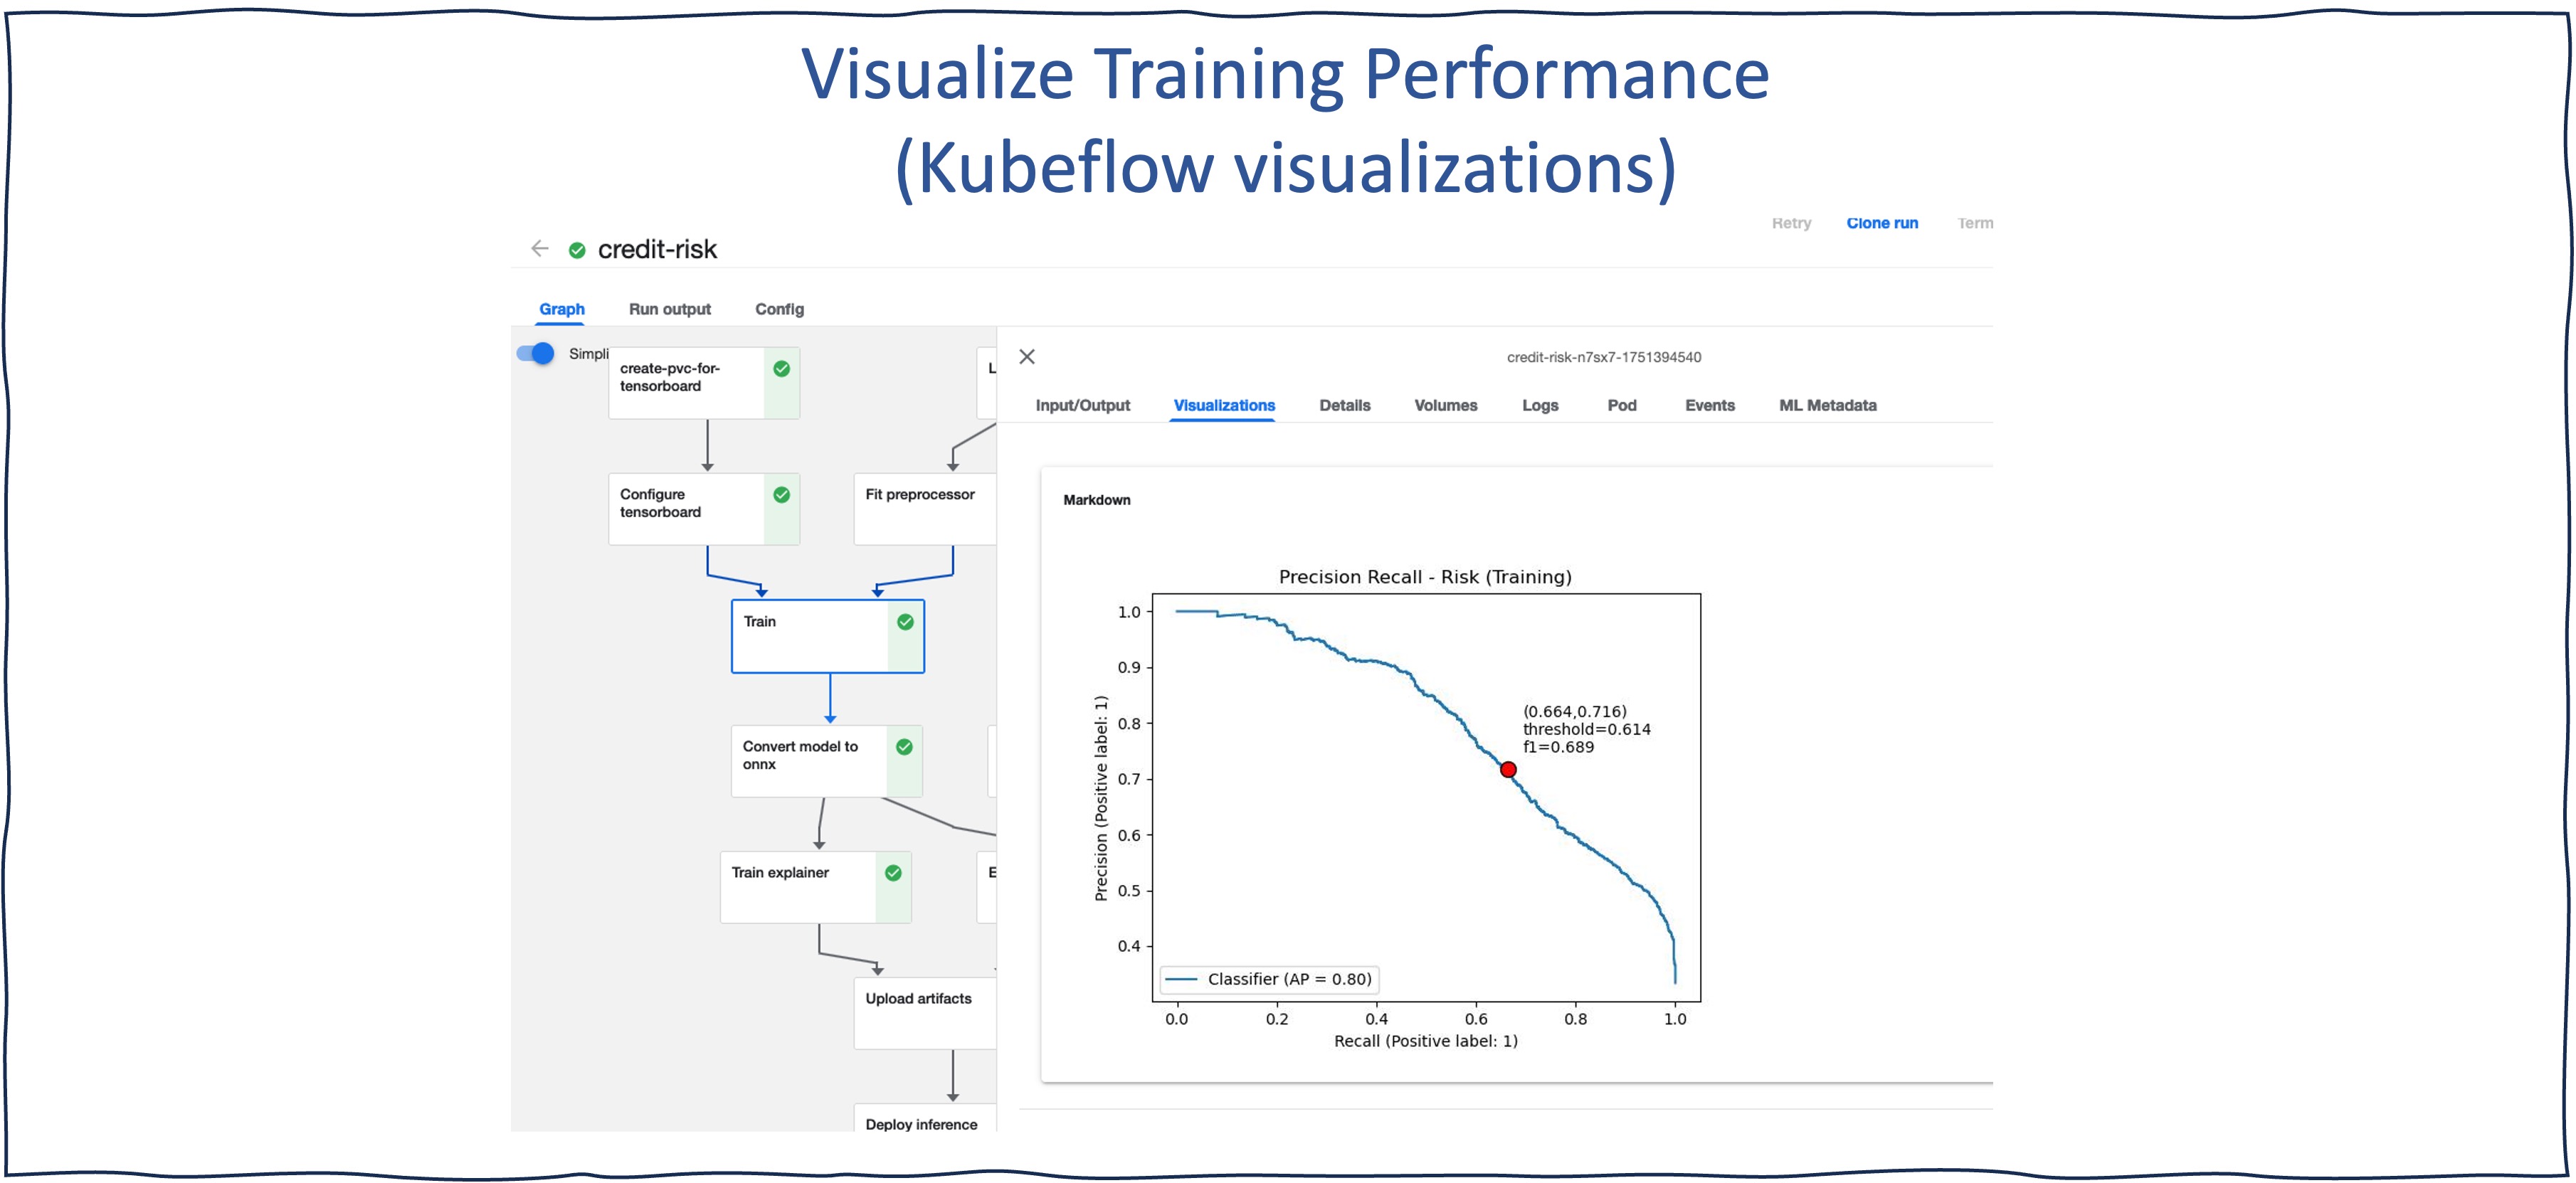 Visualize Training Performance
(Kubeflow visualizations)
Retry
Clone run
Term
credit-risk
Graph
Run output
Config
Simpli
create-pvc-for-
tensorboard
L
Configure
tensorboard
Fit preprocessor
Train
Convert model to
onnx
Train explainer
E
Upload artifacts
Deploy inference
credit-risk-n7sx7-1751394540
Input/Output
Visualizations
Details
Volumes
Logs
Pod
Events
ML Metadata
Markdown
Precision Recall - Risk (Training)
Precision (Positive label: 1)
1.0
0.9
0.8
0.7
0.6
0.5
0.4
(0.664,0.716)
threshold=0.614
f1=0.689
Classifier (AP = 0.80)
0.0
0.2
0.4
0.6
0.8
1.0
Recall (Positive label: 1)